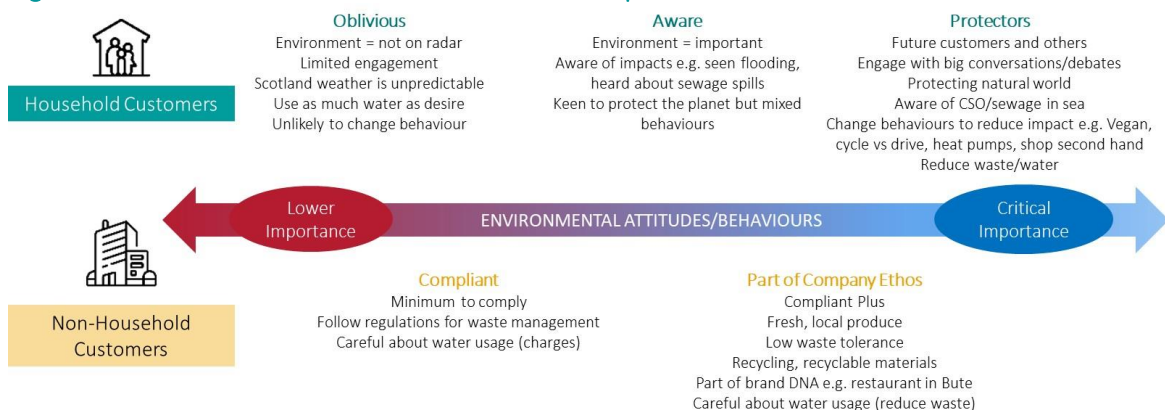 Oblivious
Environment = not on radar
Limited engagement
Scotland weather is unpredictable
Use as much water as desire
Unlikely to change behaviour
Aware
Environment = important
Aware of impacts e.g. seen flooding,
heard about sewage spills
Keen to protect the planet but mixed
behaviours
Protectors
Future customers and others
Engage with big conversations/debates
Protecting natural world
Aware of CSO/sewage in sea
Change behaviours to reduce impact e.g. Vegan,
cycle vs drive, heat pumps, shop second hand
Reduce waste/water
Household Customers
Lower
Importance
ENVIRONMENTAL ATTITUDES/BEHAVIOURS
Critical
Importance
Non-Household
Customers
Compliant
Minimum to comply
Follow regulations for waste management
Careful about water usage (charges)
Part of Company Ethos
Compliant Plus
Fresh, local produce
Low waste tolerance
Recycling, recyclable materials
Part of brand DNA e.g. restaurant in Bute
Careful about water usage (reduce waste)